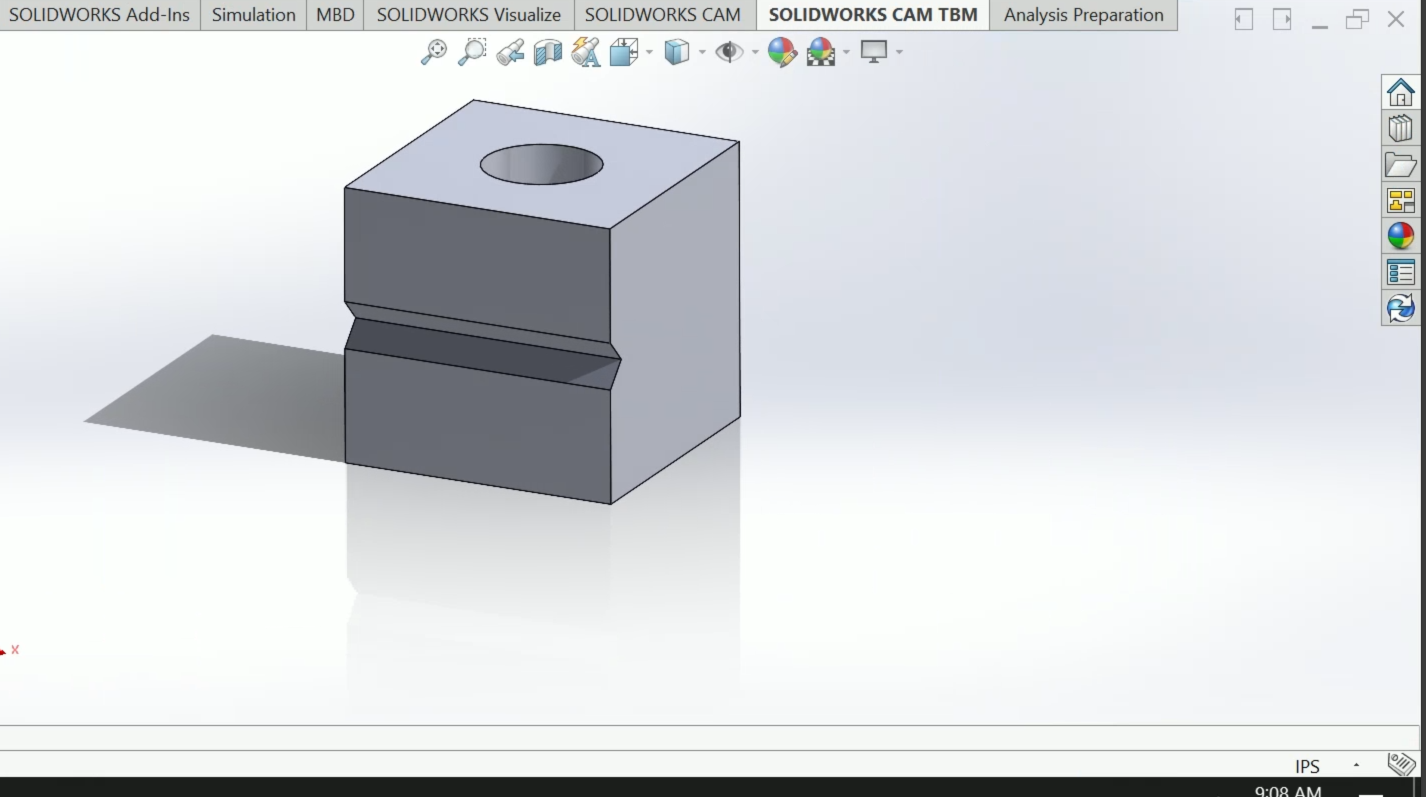 SOLIDWORKS Add-Ins Simulation MBD SOLIDWORKS Visualize SOLIDWORKS CAM SOLIDWORKS CAM TBM Analysis Preparation
x
IPS
9:08 AM